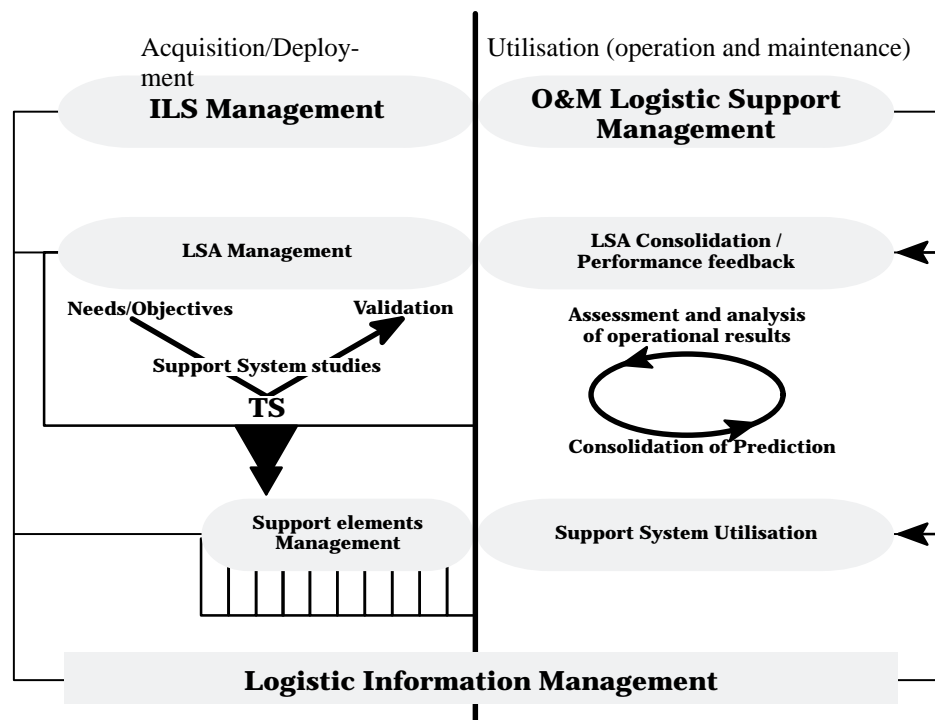 Acquisition/Deploy-
ment
Utilisation (operation and maintenance)
ILS Management
O&M Logistic Support
Management
LSA Management
LSA Consolidation /
Performance feedback
Needs/Objectives
Validation
Support System studies
TS
Assessment and analysis
of operational results
Consolidation of Prediction
Support elements
Management
Support System Utilisation
Logistic Information Management